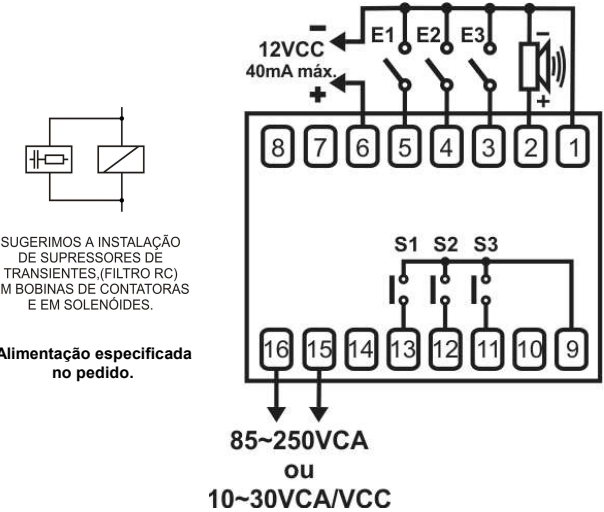 12VCC
40mA máx.
E1 E2 E3
8 7 6 5 4 3 2 1
SUGERIMOS A INSTALAÇÃO
DE SUPRESSORES DE
TRANSIENTES,(FILTRO RC)
M BOBINAS DE CONTATORAS
E EM SOLENÓIDES.
Alimentação especificada
no pedido.
S1 S2 S3
16 15 14 13 12 11 10 9
85~250VCA
ou
10~30VCA/VCC